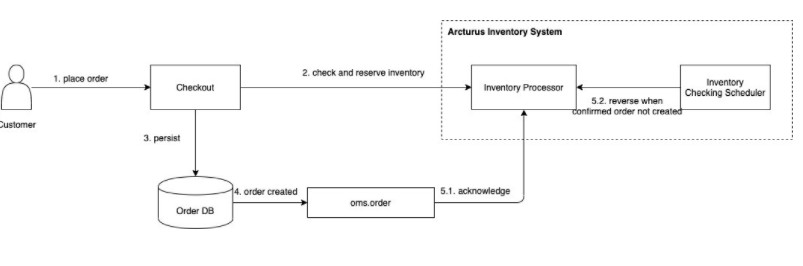 Arcturus Inventory System
1. place order
2. check and reserve inventory
Checkout
Inventory Processor
Inventory
Checking Scheduler
5.2. reverse when
confirmed order not created
Customer
3. persist
4. order created
5.1. acknowledge
Order DB
oms.order